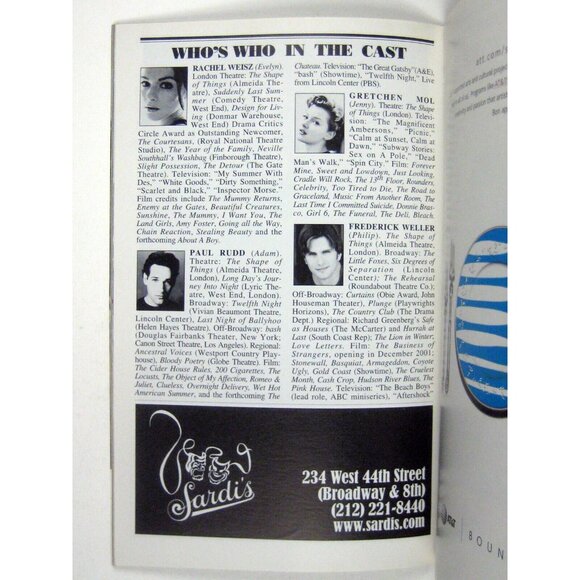 WHO'S WHO IN THE CAST
RACHEL WEISZ (Evelyn).
London Theatre: The Shape
of Things (Almeida The-
atre), Suddenly Last Sum-
mer (Comedy Theatre,
West End), Design for Liv-
ing (Donmar Warehouse,
West End) Drama Critics
Circle Award as Outstanding Newcomer,
The Courtesans, (Royal National Theatre
Studio), The Year of the Family, Neville
Southhall's Washbag (Finborough Theatre),
Slight Possession, The Detour (The Gate
Theatre). Television: "My Summer With
Des," "White Goods," "Dirty Something,"
"Scarlet and Black," "Inspector Morse."
Film credits include The Mummy Returns,
Enemy at the Gates, Beautiful Creatures,
Sunshine, The Mummy, I Want You, The
Land Girls, Amy Foster, Going all the Way,
Chain Reaction, Stealing Beauty and the
forthcoming About A Boy.
PAUL RUDD (Adam).
Theatre: The Shape of
Things (Almeida Theatre,
London), Long Day's Jour-
ney Into Night (Lyric The-
atre, West End, London).
Broadway: Twelfth Night
(Vivian Beaumont Theatre,
Lincoln Center), Last Night of Ballyhoo
(Helen Hayes Theatre). Off-Broadway: bash
(Douglas Fairbanks Theater, New York;
Canon Street Theatre, Los Angeles). Regional:
Ancestral Voices (Westport Country Play-
house), Bloody Poetry (Globe Theatre). Film:
The Cider House Rules, 200 Cigarettes, The
Locusts, The Object of My Affection, Romeo &
Juliet, Clueless, Overnight Delivery, Wet Hot
American Summer, and the forthcoming The
Chateau. Television: "The Great Gatsby"(A&E),
"bash" (Showtime), "Twelfth Night," Live
from Lincoln Center (PBS).
GRETCHEN MOL
(Jenny). Theatre: The Shape
of Things (London). Televi-
sion: "The Magnificent
Ambersons," "Picnic,"
"Calm at Sunset, Calm at
Dawn," "Subway Stories:
Sex on a Pole," "Dead
Man's Walk," "Spin City." Film: Forever
Mine, Sweet and Lowdown, Just Looking,
Cradle Will Rock, The 13th Floor, Rounders,
Celebrity, Too Tired to Die, The Road to
Graceland, Music From Another Room, The
Last Time I Committed Suicide, Donnie Bras-
co, Girl 6, The Funeral, The Deli, Bleach.
FREDERICK WELLER
(Philip). The Shape of
Things (Almeida Theatre,
London). Broadway: The
Little Foxes, Six Degrees of
Separation (Lincoln
Center); The Rehearsal
(Roundabout Theatre Co.);
Off-Broadway: Curtains (Obie Award, John
Houseman Theater), Plunge (Playwrights
Horizons), The Country Club (The Drama
Dept.) Regional: Richard Greenberg's Safe
as Houses (The McCarter) and Hurrah at
Last (South Coast Rep); The Lion in Winter,
Love Letters. Film: The Business of
Strangers, opening in December 2001;
Stonewall, Basquiat, Armageddon, Coyote
Ugly, Gold Coast (Showtime), The Cruelest
Month, Cash Crop, Hudson River Blues, The
Pink House. Television: "The Beach Boys"
(lead role, ABC miniseries), "Aftershock"
Sardi's
234 West 44th Street
(Broadway & 8th)
(212) 221-8440
www.sardis.com
att.com/
AT&T
BOUN